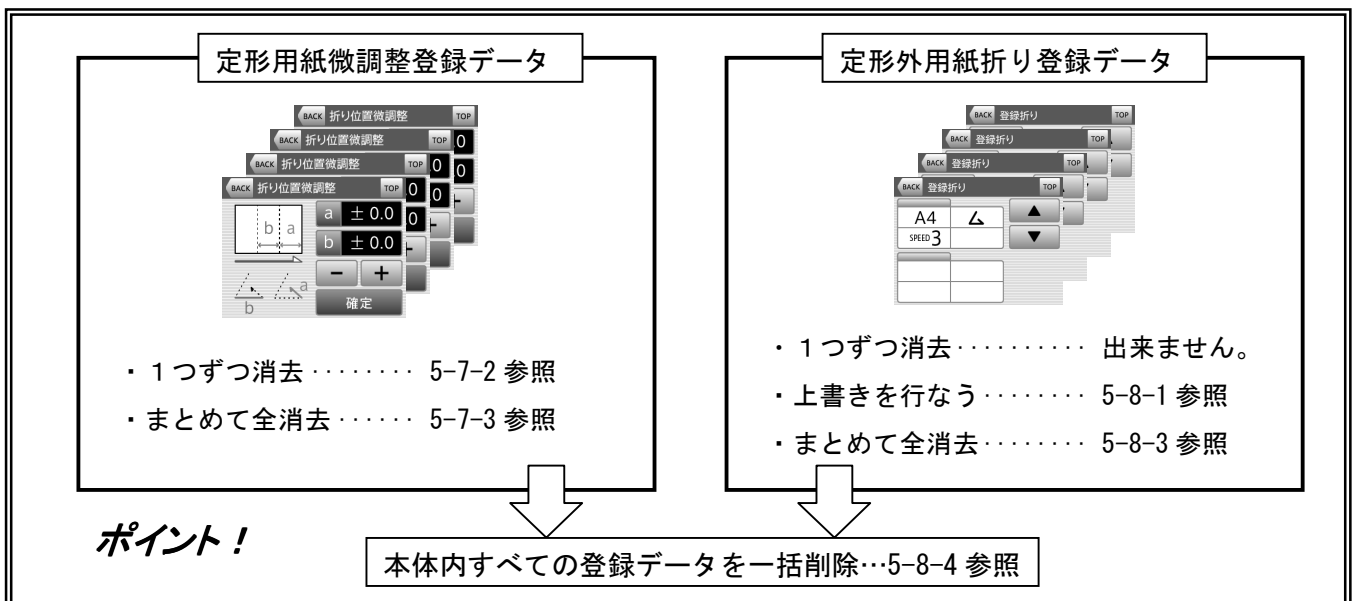 定形用紙微調整登録データ
BACK 折り位置微調整 TOP
BACK 折り位置微調整 TOP .0
BACK 折り位置微調整 TOP 0 0
BACK 折り位置微調整 TOP 0 0
b a
a ± 0.0
b ± 0.0
− +
a
b
確定
・１つずつ消去‥‥‥‥ 5-7-2 参照
・まとめて全消去‥‥‥ 5-7-3 参照
定形外用紙折り登録データ
BACK 登録折り TOP
BACK 登録折り TOP
BACK 登録折り TOP
BACK 登録折り TOP
A4
SPEED 3
▲
▼
・１つずつ消去‥‥‥‥‥ 出来ません。
・上書きを行なう‥‥‥‥ 5-8-1 参照
・まとめて全消去‥‥‥‥ 5-8-3 参照
ポイント！
本体内すべての登録データを一括削除…5-8-4 参照